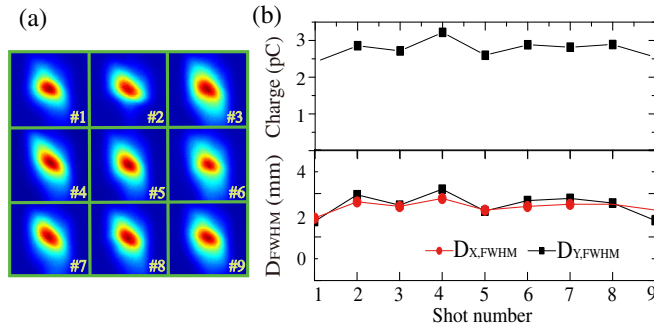 (a)
#1
#2
#3
#4
#5
#6
#7
#8
#9
(b)
Charge (pC)
3
2
1
DFWHM (mm)
4
2
0
DX,FWHM
DY,FWHM
1 2 3 4 5 6 7 8 9
Shot number